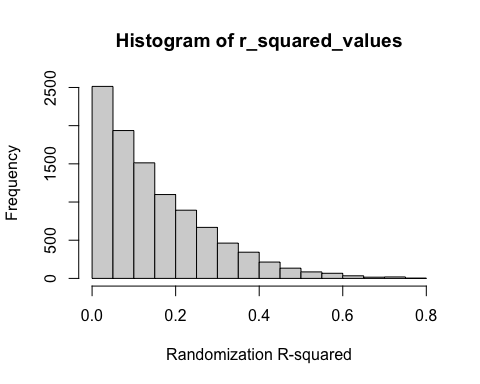 Histogram of r_squared_values
Frequency
2500
1500
500
0
0.0 0.2 0.4 0.6 0.8
Randomization R-squared